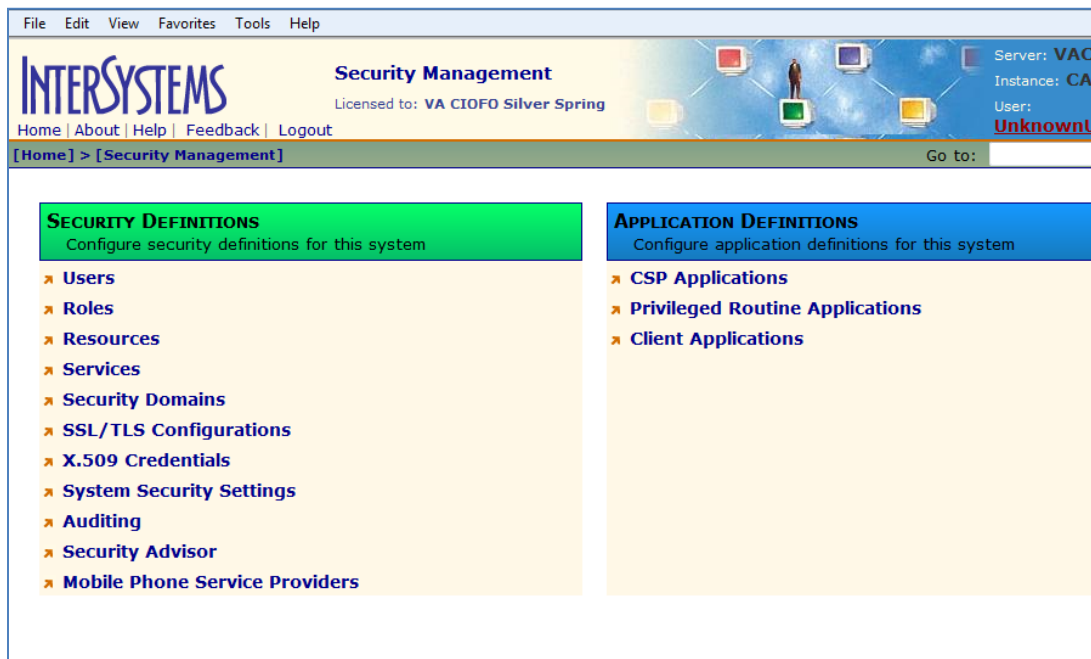 File Edit View Favorites Tools Help
INTERSYSTEMS
Security Management
Licensed to: VA CIOFO Silver Spring
Home | About | Help | Feedback | Logout
Server: VAC
Instance: CA
User:
UnknownU
[Home] > [Security Management]
Go to:
SECURITY DEFINITIONS
Configure security definitions for this system
Users
Roles
Resources
Services
Security Domains
SSL/TLS Configurations
X.509 Credentials
System Security Settings
Auditing
Security Advisor
Mobile Phone Service Providers
APPLICATION DEFINITIONS
Configure application definitions for this system
CSP Applications
Privileged Routine Applications
Client Applications